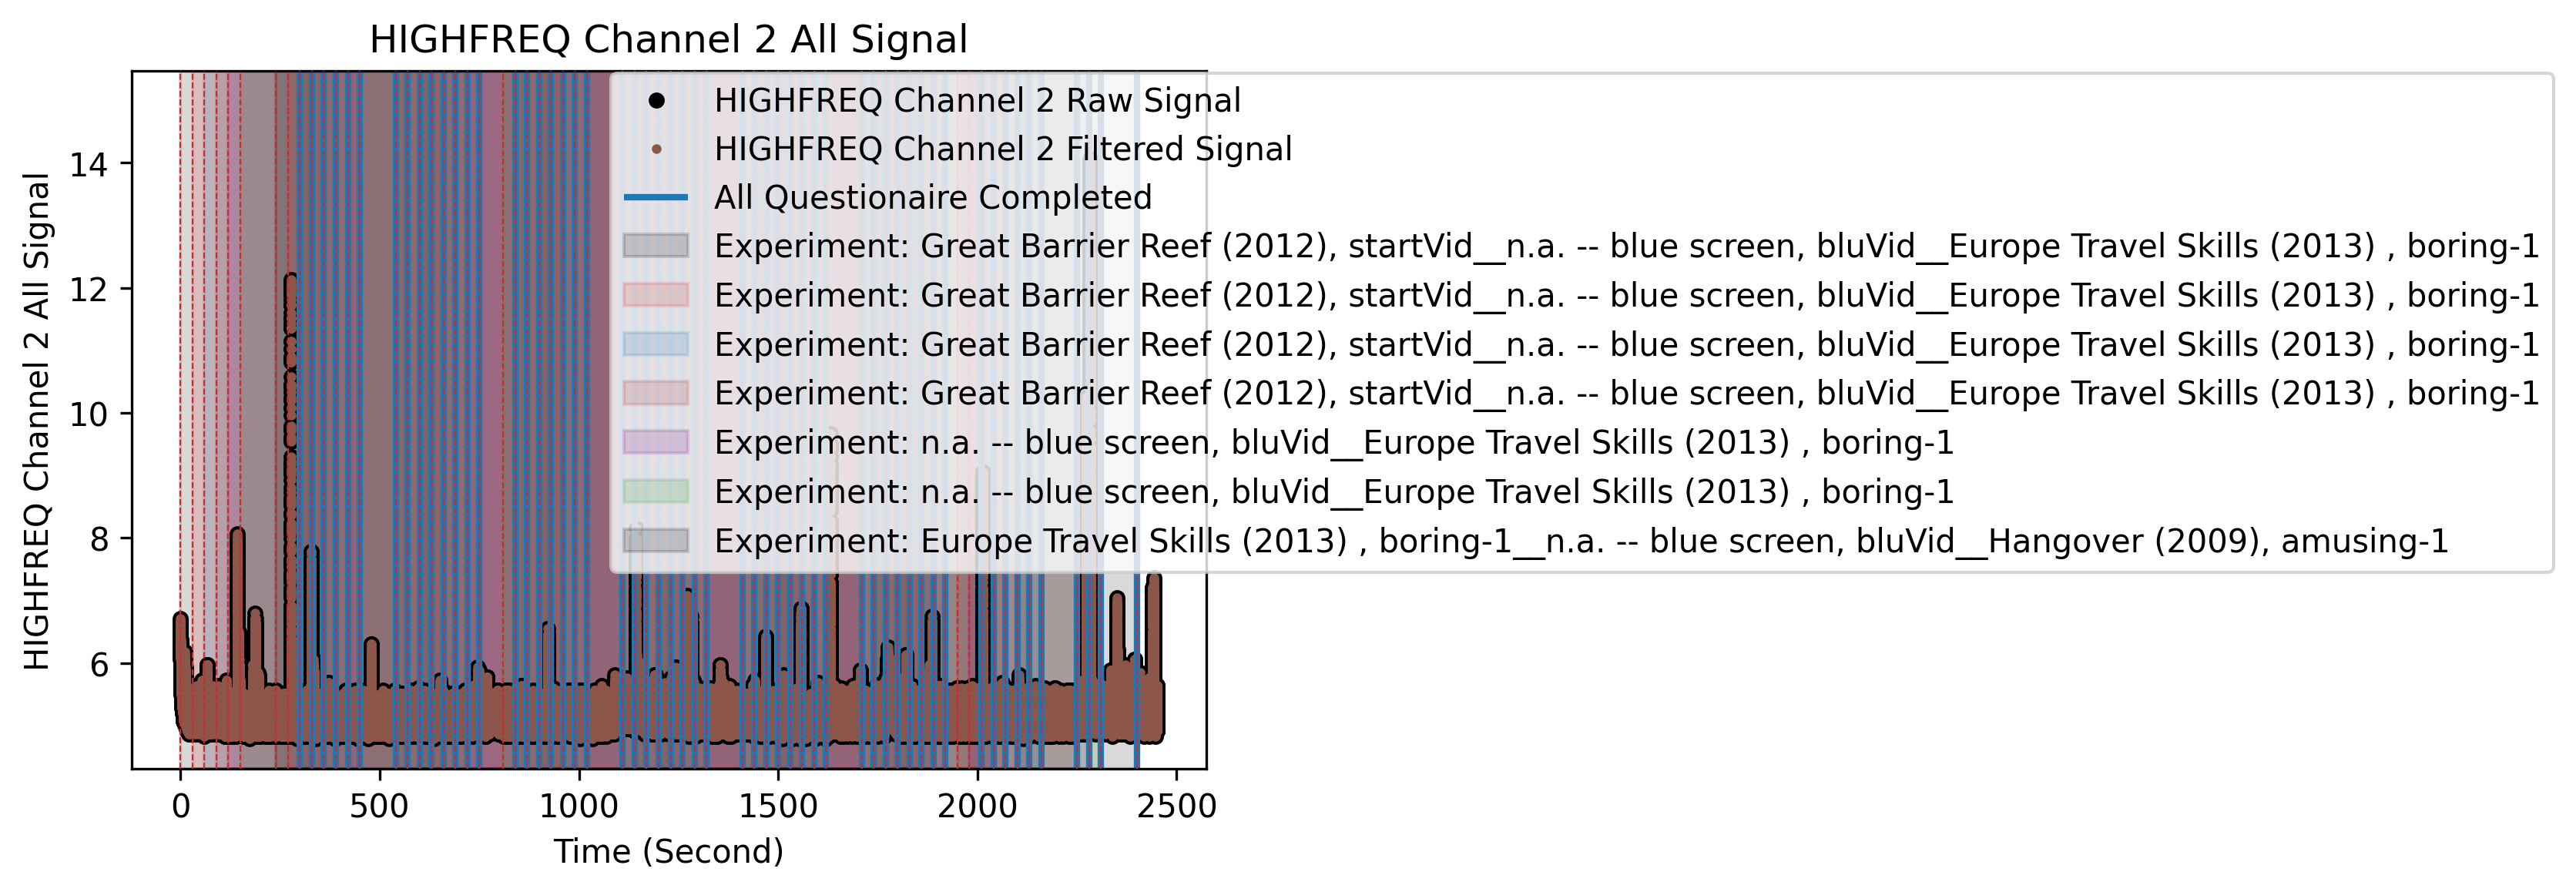 HIGHFREQ Channel 2 All Signal
HIGHFREQ Channel 2 All Signal
14
12
10
8
6
HIGHFREQ Channel 2 Raw Signal
HIGHFREQ Channel 2 Filtered Signal
All Questionaire Completed
Experiment: Great Barrier Reef (2012), startVid__n.a. -- blue screen, bluVid__Europe Travel Skills (2013) , boring-1
Experiment: Great Barrier Reef (2012), startVid__n.a. -- blue screen, bluVid__Europe Travel Skills (2013) , boring-1
Experiment: Great Barrier Reef (2012), startVid__n.a. -- blue screen, bluVid__Europe Travel Skills (2013) , boring-1
Experiment: Great Barrier Reef (2012), startVid__n.a. -- blue screen, bluVid__Europe Travel Skills (2013) , boring-1
Experiment: n.a. -- blue screen, bluVid__Europe Travel Skills (2013) , boring-1
Experiment: n.a. -- blue screen, bluVid__Europe Travel Skills (2013) , boring-1
Experiment: Europe Travel Skills (2013) , boring-1__n.a. -- blue screen, bluVid__Hangover (2009), amusing-1
0 500 1000 1500 2000 2500
Time (Second)